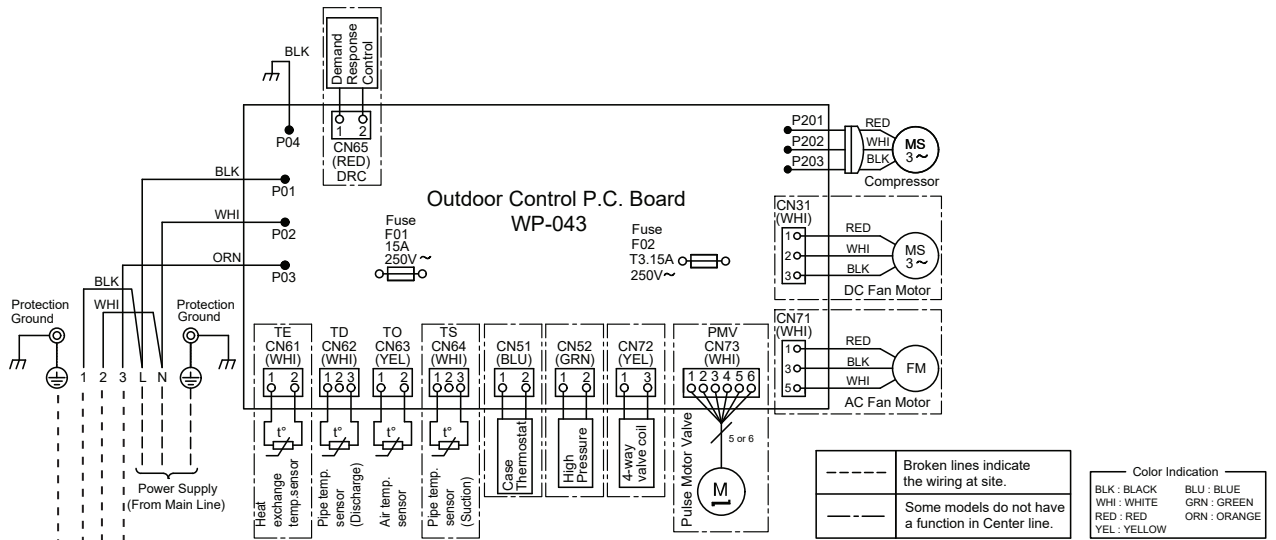 BLK
P04
Demand
Response
Control
1 2
CN65
(RED)
DRC
BLK
P01
WHI
P02
ORN
P03
BLK
WHI
Protection
Ground
Protection
Ground
1 2 3 L N
Power Supply
(From Main Line)
Outdoor Control P.C. Board
WP-043
Fuse
F01
15A
250V~
Fuse
F02
T3.15A
250V~
P201
P202
P203
RED
WHI
BLK
MS
3~
Compressor
CN31
(WHI)
1
2
3
RED
WHI
BLK
MS
3~
DC Fan Motor
CN71
(WHI)
1
3
5
RED
BLK
WHI
FM
AC Fan Motor
TE
CN61
(WHI)
1 2
t°
Heat
exchange
temp.sensor
TD
CN62
(WHI)
1 2 3
t°
Pipe temp.
sensor
(Discharge)
TO
CN63
(YEL)
1 2
t°
Air temp.
sensor
TS
CN64
(WHI)
1 2 3
t°
Pipe temp.
sensor
(Suction)
CN51
(BLU)
1 2
Case
Thermostat
CN52
(GRN)
1 2
High
Pressure
CN72
(YEL)
1 3
4-way
valve coil
PMV
CN73
(WHI)
1 2 3 4 5 6
5 or 6
Pulse Motor Valve
M
Broken lines indicate
the wiring at site.
Some models do not have
a function in Center line.
Color Indication
BLK : BLACK BLU : BLUE
WHI : WHITE GRN : GREEN
RED : RED ORN : ORANGE
YEL : YELLOW